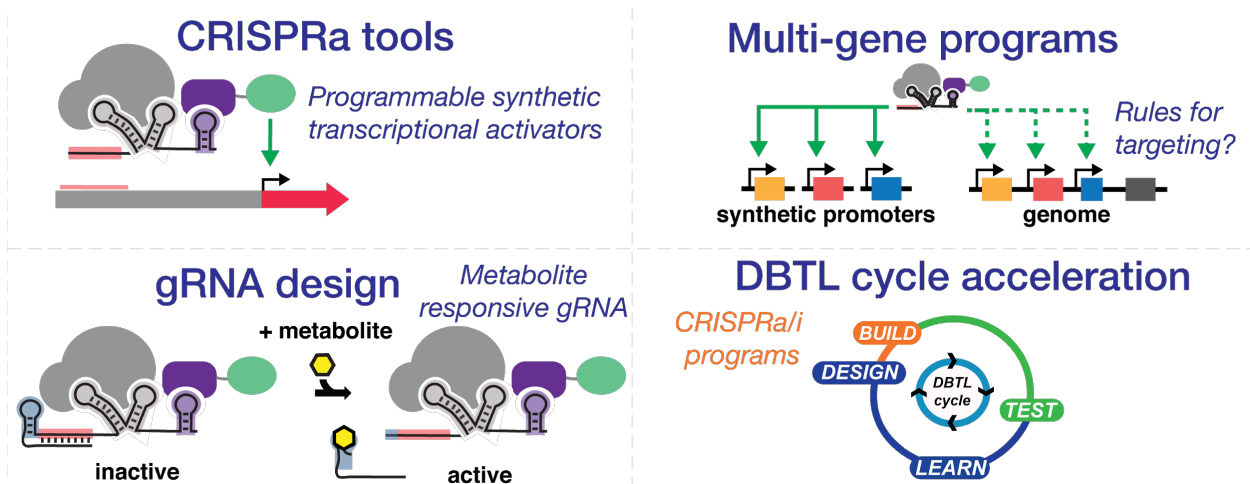 CRISPRa tools
Programmable synthetic
transcriptional activators
Multi-gene programs
Rules for
targeting?
synthetic promoters
genome
gRNA design
Metabolite
responsive gRNA
+ metabolite
inactive
active
DBTL cycle acceleration
CRISPRa/i
programs
BUILD
DESIGN
DBTL
cycle
TEST
LEARN